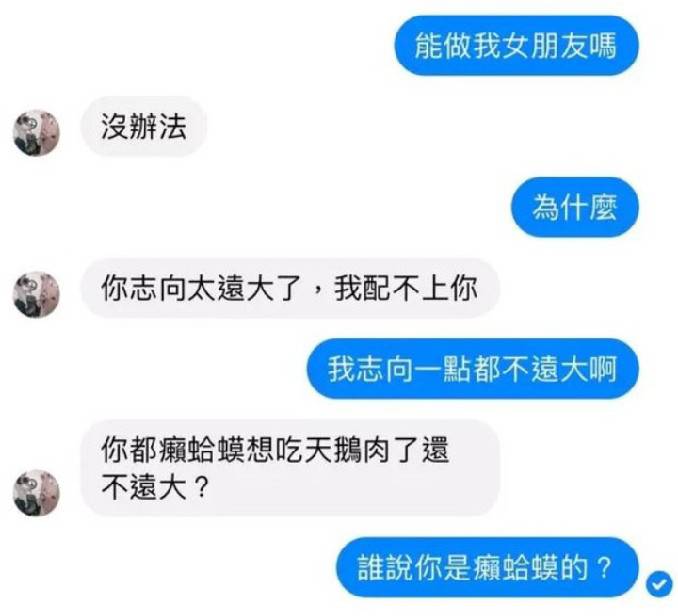 能做我女朋友嗎
沒辦法
為什麼
你志向太遠大了，我配不上你
我志向一點都不遠大啊
你都癩蛤蟆想吃天鵝肉了還
不遠大？
誰說你是癩蛤蟆的？